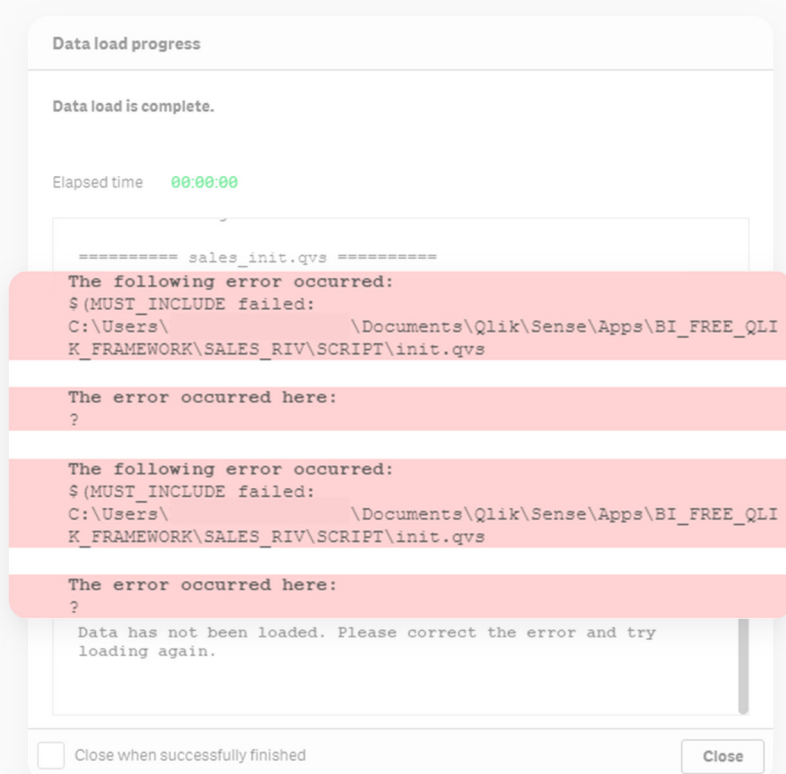 Data load progress
Data load is complete.
Elapsed time 00:00:00
========== sales_init.qvs ==========
The following error occurred:
$(MUST_INCLUDE failed:
C:\Users\ \Documents\Qlik\Sense\Apps\BI_FREE_QLI
K_FRAMEWORK\SALES_RIV\SCRIPT\init.qvs
The error occurred here:
?
The following error occurred:
$(MUST_INCLUDE failed:
C:\Users\ \Documents\Qlik\Sense\Apps\BI_FREE_QLI
K_FRAMEWORK\SALES_RIV\SCRIPT\init.qvs
The error occurred here:
?
Data has not been loaded. Please correct the error and try
loading again.
Close when successfully finished
Close